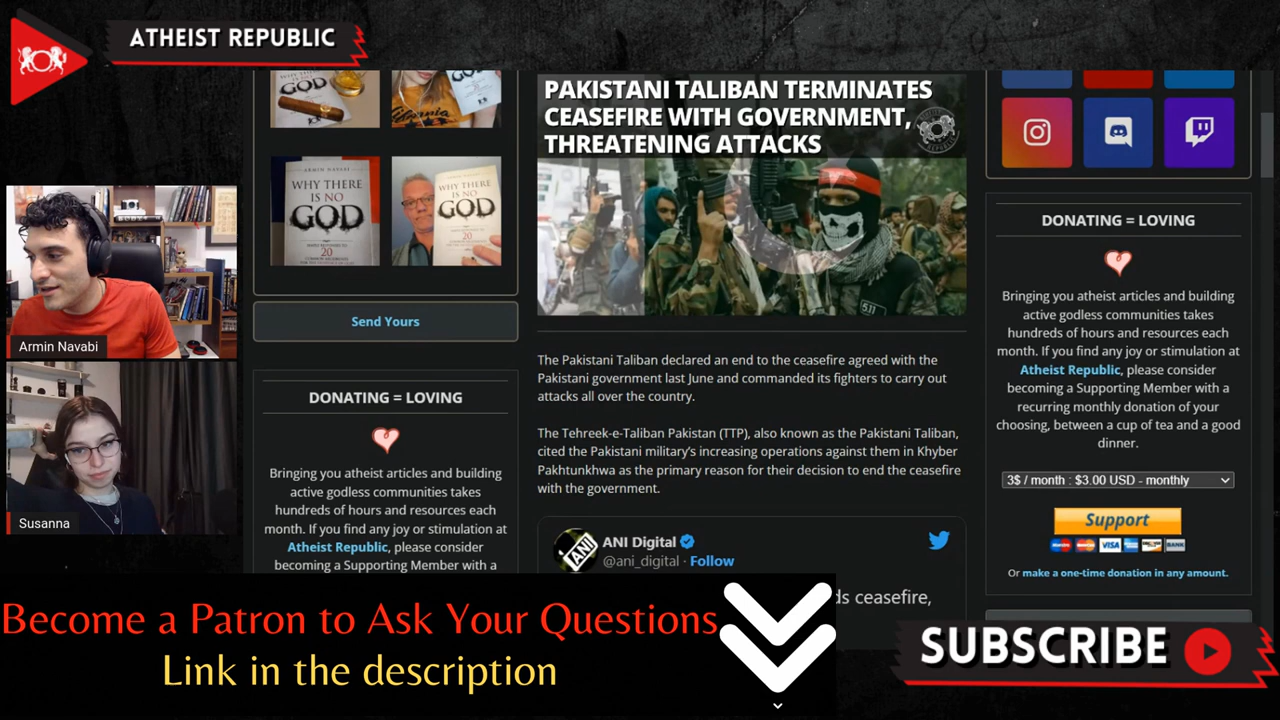 ATHEIST REPUBLIC
Armin Navabi
Susanna
GOD
ARMIN NAVABI
WHY THERE
IS NO
GOD
20
WHY THERE
IS NO
GOD
20
Send Yours
DONATING = LOVING
Bringing you atheist articles and building
active godless communities takes
hundreds of hours and resources each
month. If you find any joy or stimulation at
Atheist Republic, please consider
becoming a Supporting Member with a
PAKISTANI TALIBAN TERMINATES
CEASEFIRE WITH GOVERNMENT,
THREATENING ATTACKS
5.11
The Pakistani Taliban declared an end to the ceasefire agreed with the
Pakistani government last June and commanded its fighters to carry out
attacks all over the country.
The Tehreek-e-Taliban Pakistan (TTP), also known as the Pakistani Taliban,
cited the Pakistani military's increasing operations against them in Khyber
Pakhtunkhwa as the primary reason for their decision to end the ceasefire
with the government.
ANI
ANI Digital
@ani_digital · Follow
ds ceasefire,
DONATING = LOVING
Bringing you atheist articles and building
active godless communities takes
hundreds of hours and resources each
month. If you find any joy or stimulation at
Atheist Republic, please consider
becoming a Supporting Member with a
recurring monthly donation of your
choosing, between a cup of tea and a good
dinner.
3$ / month : $3.00 USD - monthly
Support
VISA
BANK
Or make a one-time donation in any amount.
Become a Patron to Ask Your Questions
Link in the description
SUBSCRIBE